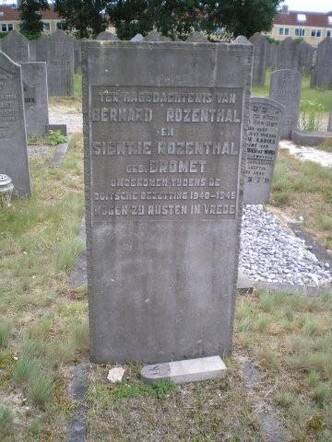 TER NAGEDACHTENIS VAN
BERNARD ROZENTHAL
EN
SIENTJE ROZENTHAL
GEB. DROMET
OMGEKOMEN TIJDENS DE
DUITSCHE BEZETTING 1940-1945
MOGEN ZIJ RUSTEN IN VREDE